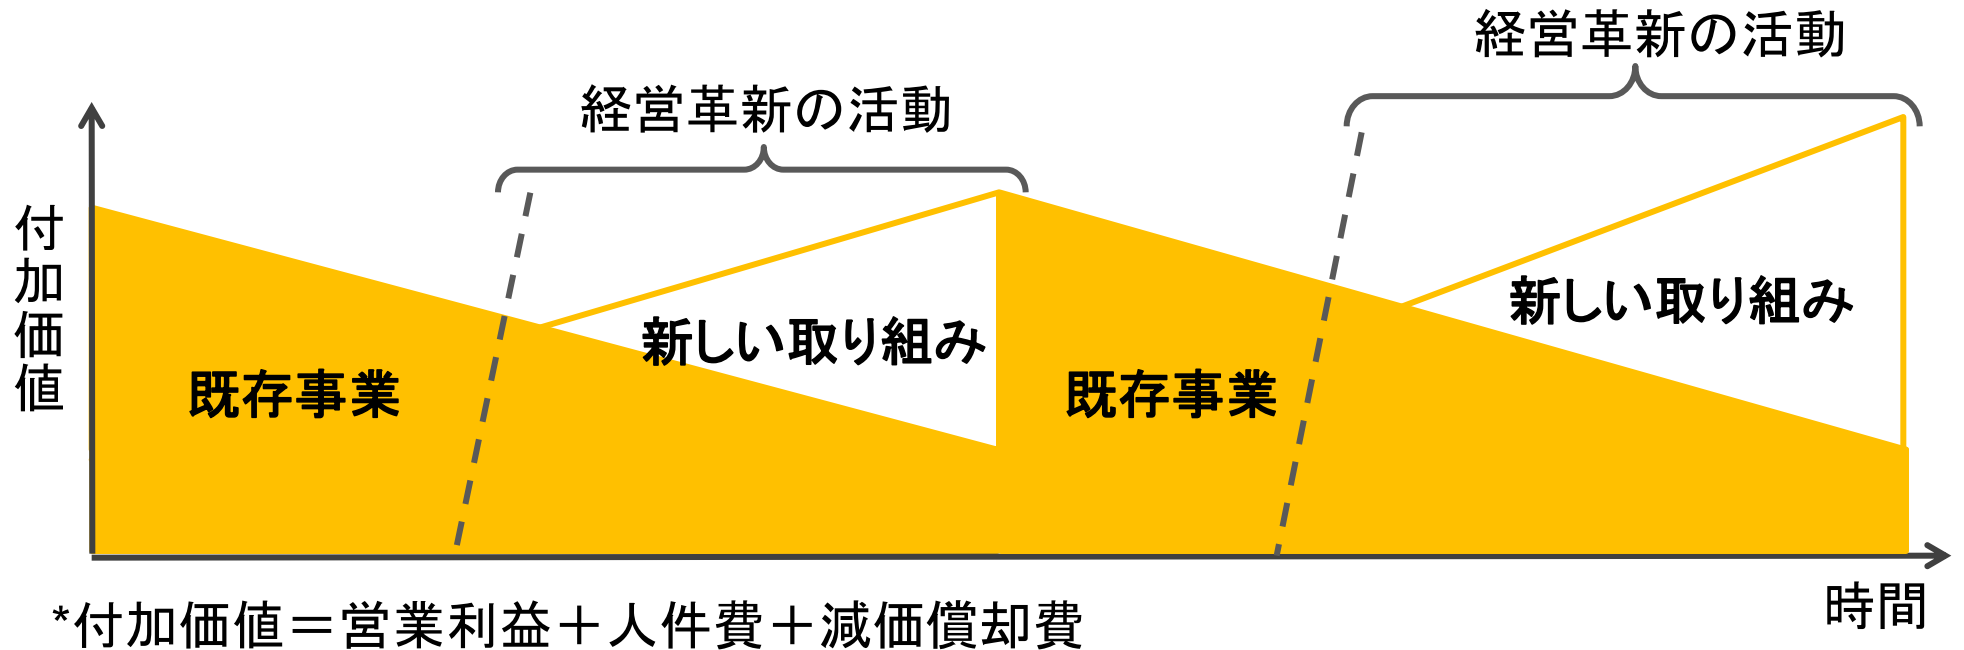 経営革新の活動
経営革新の活動
付加価値
新しい取り組み
新しい取り組み
既存事業
既存事業
時間
*付加価値＝営業利益＋人件費＋減価償却費